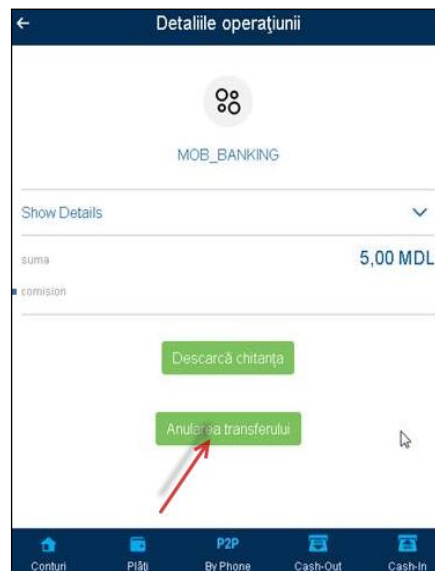 Detaliile operaţiunii
MOB_BANKING
Show Details
suma 5,00 MDL
comision
Descarcă chitanţa
Anularea transferului
Conturi Plăţi P2P By Phone Cash-Out Cash-In